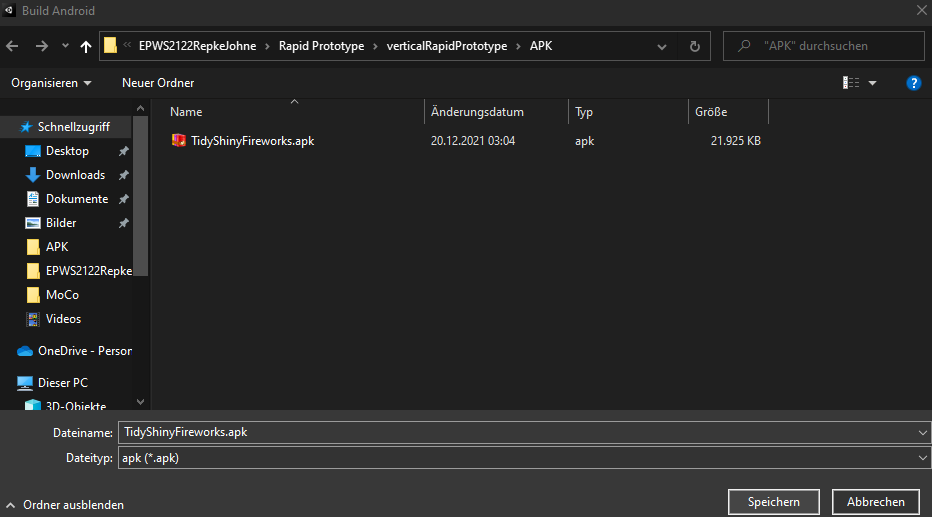 Build Android
EPWS2122RepkeJohne > Rapid Prototype > verticalRapidPrototype > APK
"APK" durchsuchen
Organisieren
Neuer Ordner
Name Änderungsdatum Typ Größe
TidyShinyFireworks.apk 20.12.2021 03:04 apk 21.925 KB
Schnellzugriff
Desktop
Downloads
Dokumente
Bilder
APK
EPWS2122Repke
MoCo
Videos
OneDrive - Person
Dieser PC
3D-Objekte
Dateiname: TidyShinyFireworks.apk
Dateityp: apk (*.apk)
Ordner ausblenden
Speichern
Abbrechen